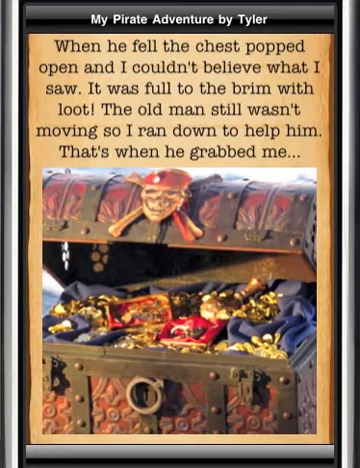 My Pirate Adventure by Tyler
When he fell the chest popped
open and I couldn't believe what I
saw. It was full to the brim with
loot! The old man still wasn't
moving so I ran down to help him.
That's when he grabbed me...